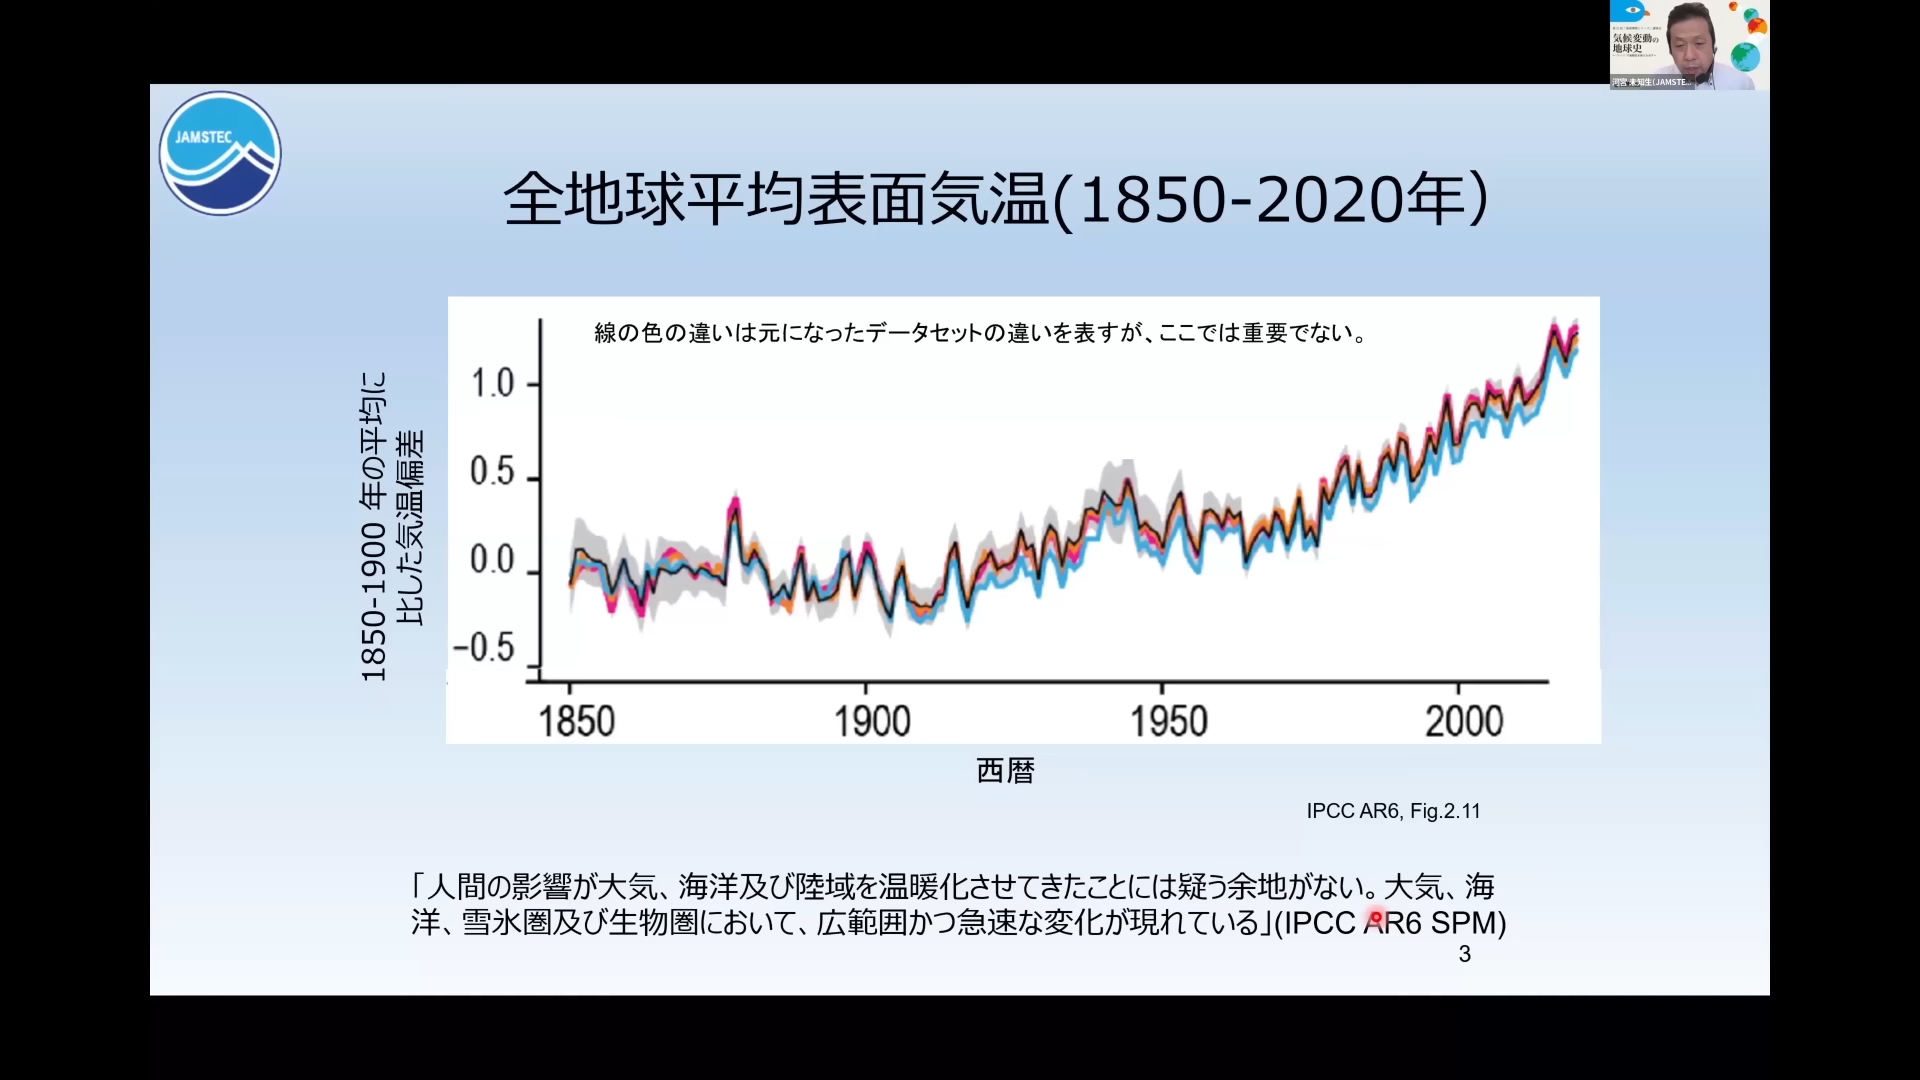 気候変動の
地球史
河宮 未知生(JAMSTE...
JAMSTEC
全地球平均表面気温(1850-2020年)
線の色の違いは元になったデータセットの違いを表すが、ここでは重要でない。
1850-1900 年の平均に
比した気温偏差
1.0
0.5
0.0
−0.5
1850 1900 1950 2000
西暦
IPCC AR6, Fig.2.11
「人間の影響が大気、海洋及び陸域を温暖化させてきたことには疑う余地がない。大気、海
洋、雪氷圏及び生物圏において、広範囲かつ急速な変化が現れている」(IPCC AR6 SPM)
3